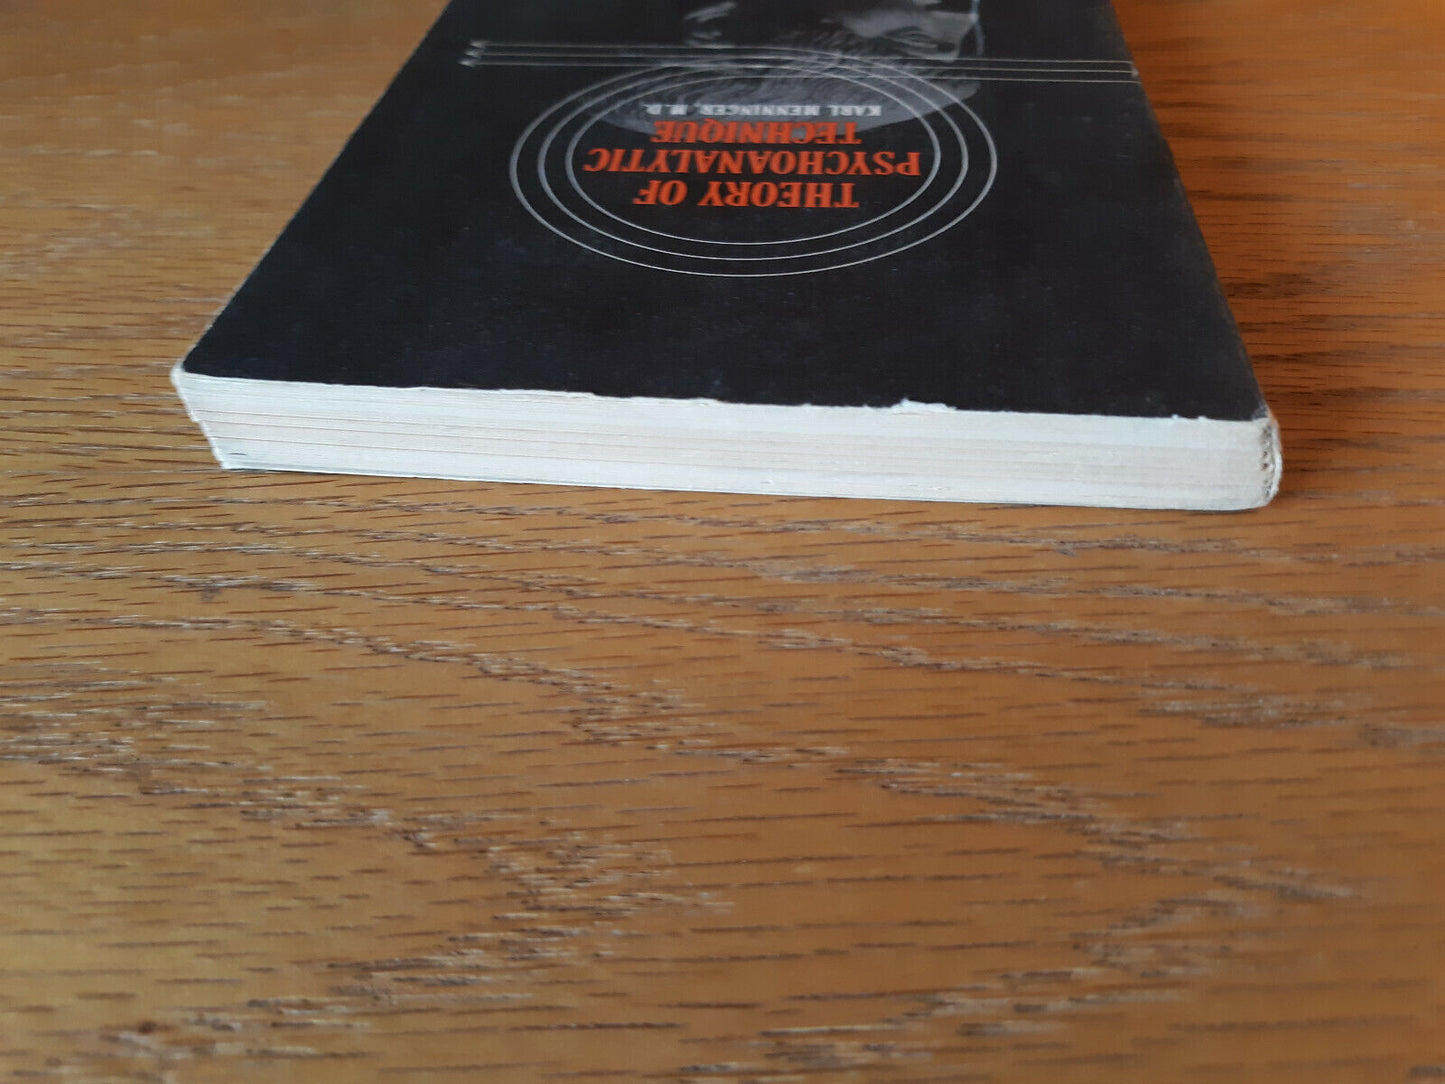 THEORY OF
PSYCHOANALYTIC
TECHNIQUE
KARL MENNINGER, M.D.